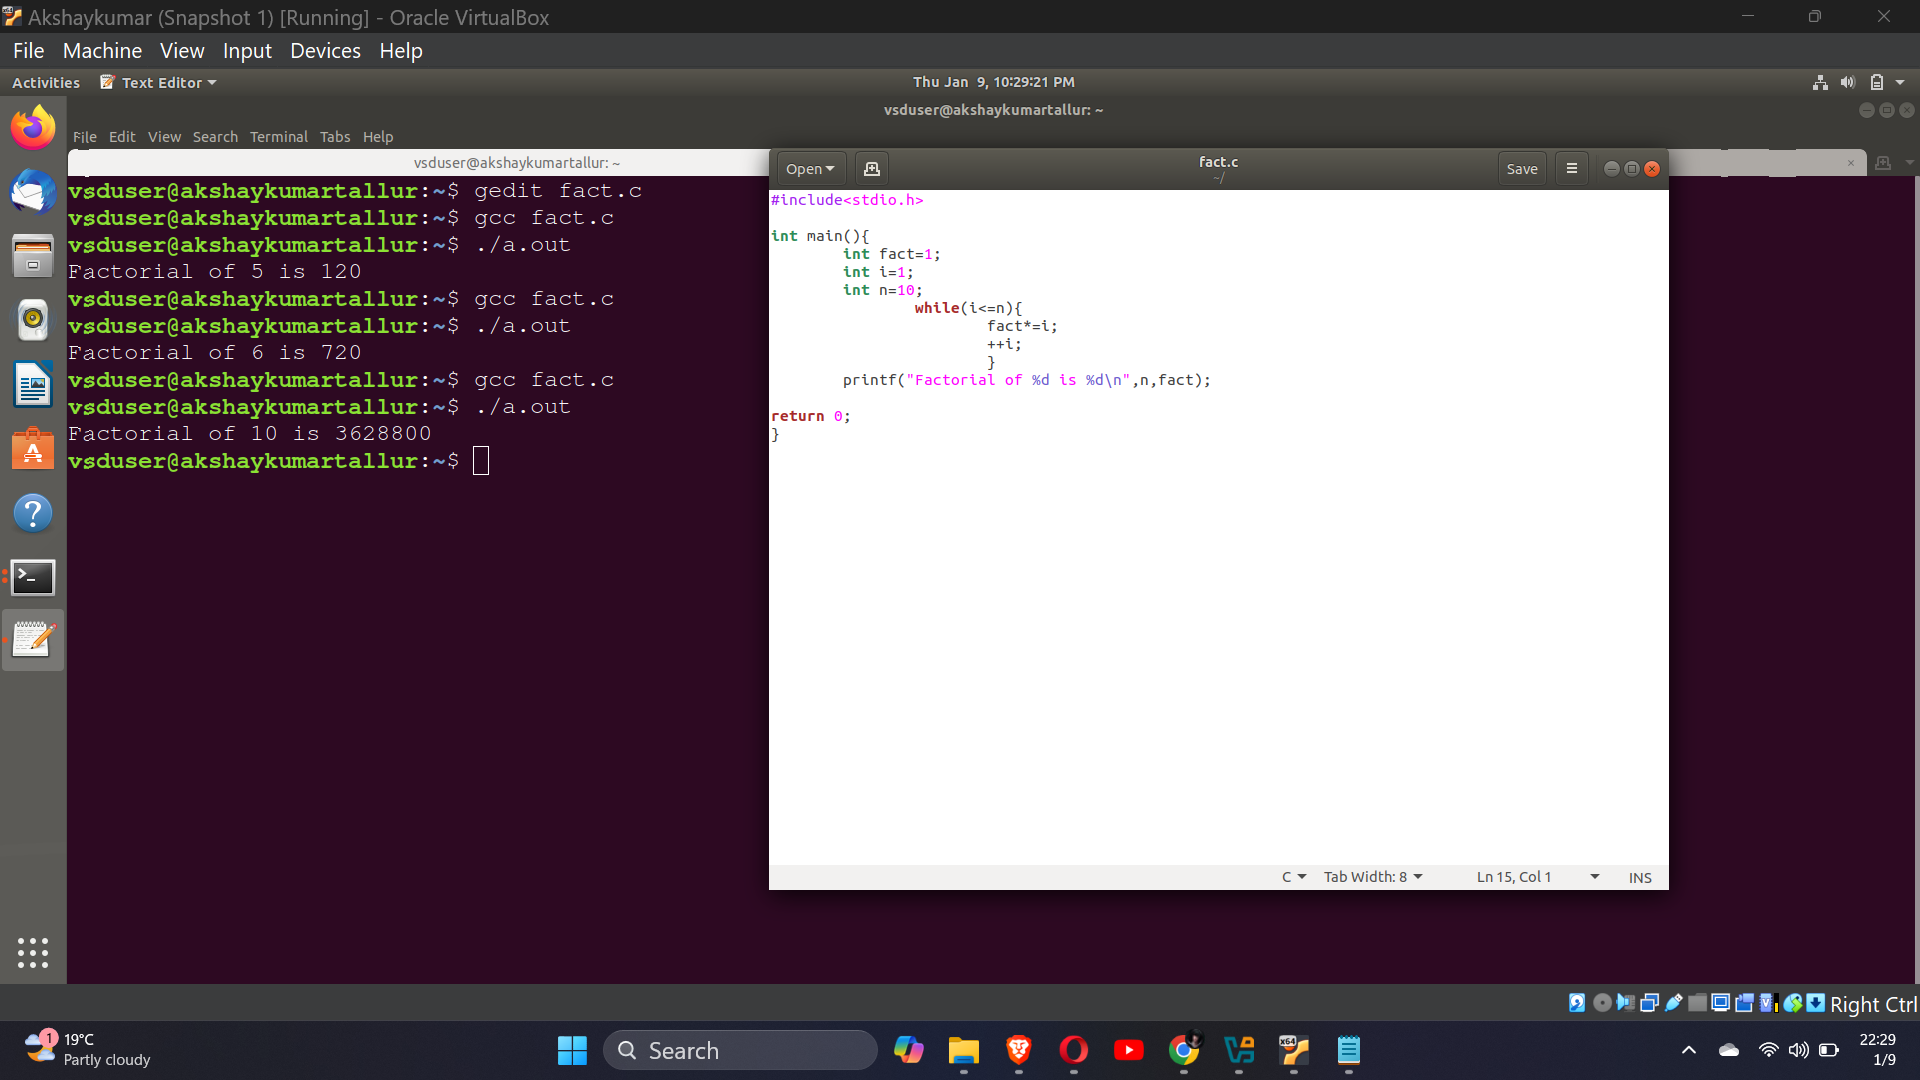 Akshaykumar (Snapshot 1) [Running] - Oracle VirtualBox
File Machine View Input Devices Help
Activities Text Editor Thu Jan 9, 10:29:21 PM
vsduser@akshaykumartallur: ~
File Edit View Search Terminal Tabs Help
vsduser@akshaykumartallur: ~
vsduser@akshaykumartallur:~$ gedit fact.c
vsduser@akshaykumartallur:~$ gcc fact.c
vsduser@akshaykumartallur:~$ ./a.out
Factorial of 5 is 120
vsduser@akshaykumartallur:~$ gcc fact.c
vsduser@akshaykumartallur:~$ ./a.out
Factorial of 6 is 720
vsduser@akshaykumartallur:~$ gcc fact.c
vsduser@akshaykumartallur:~$ ./a.out
Factorial of 10 is 3628800
vsduser@akshaykumartallur:~$
Open fact.c Save
~/
#include<stdio.h>
int main(){
int fact=1;
int i=1;
int n=10;
while(i<=n){
fact*=i;
++i;
}
printf("Factorial of %d is %d\n",n,fact);
return 0;
}
C Tab Width: 8 Ln 15, Col 1 INS
Right Ctrl
1
19°C
Partly cloudy
Search
x64
22:29
1/9